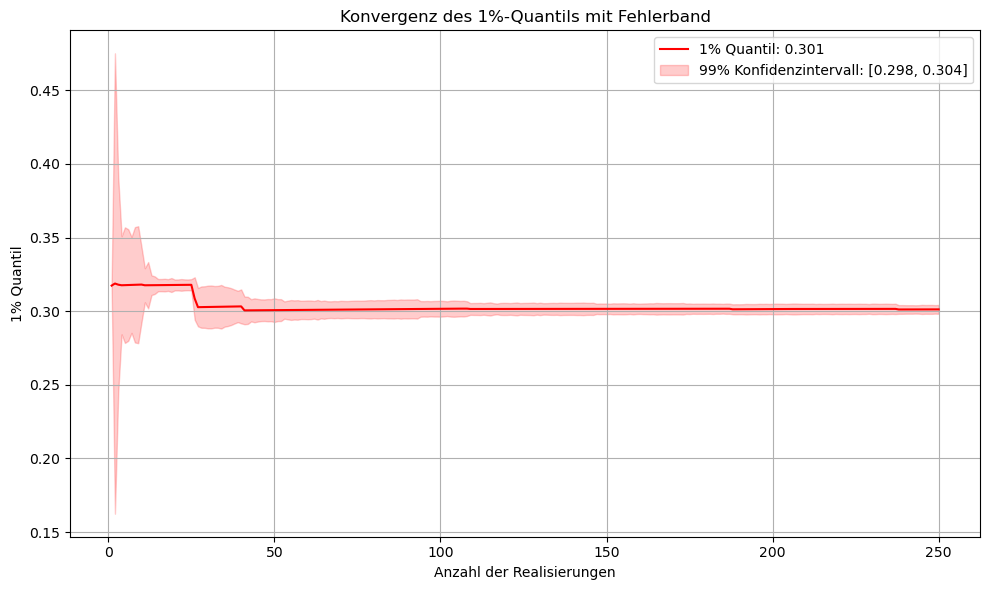 Konvergenz des 1%-Quantils mit Fehlerband
1% Quantil: 0.301
99% Konfidenzintervall: [0.298, 0.304]
1% Quantil
0.45
0.40
0.35
0.30
0.25
0.20
0.15
0
50
100
150
200
250
Anzahl der Realisierungen